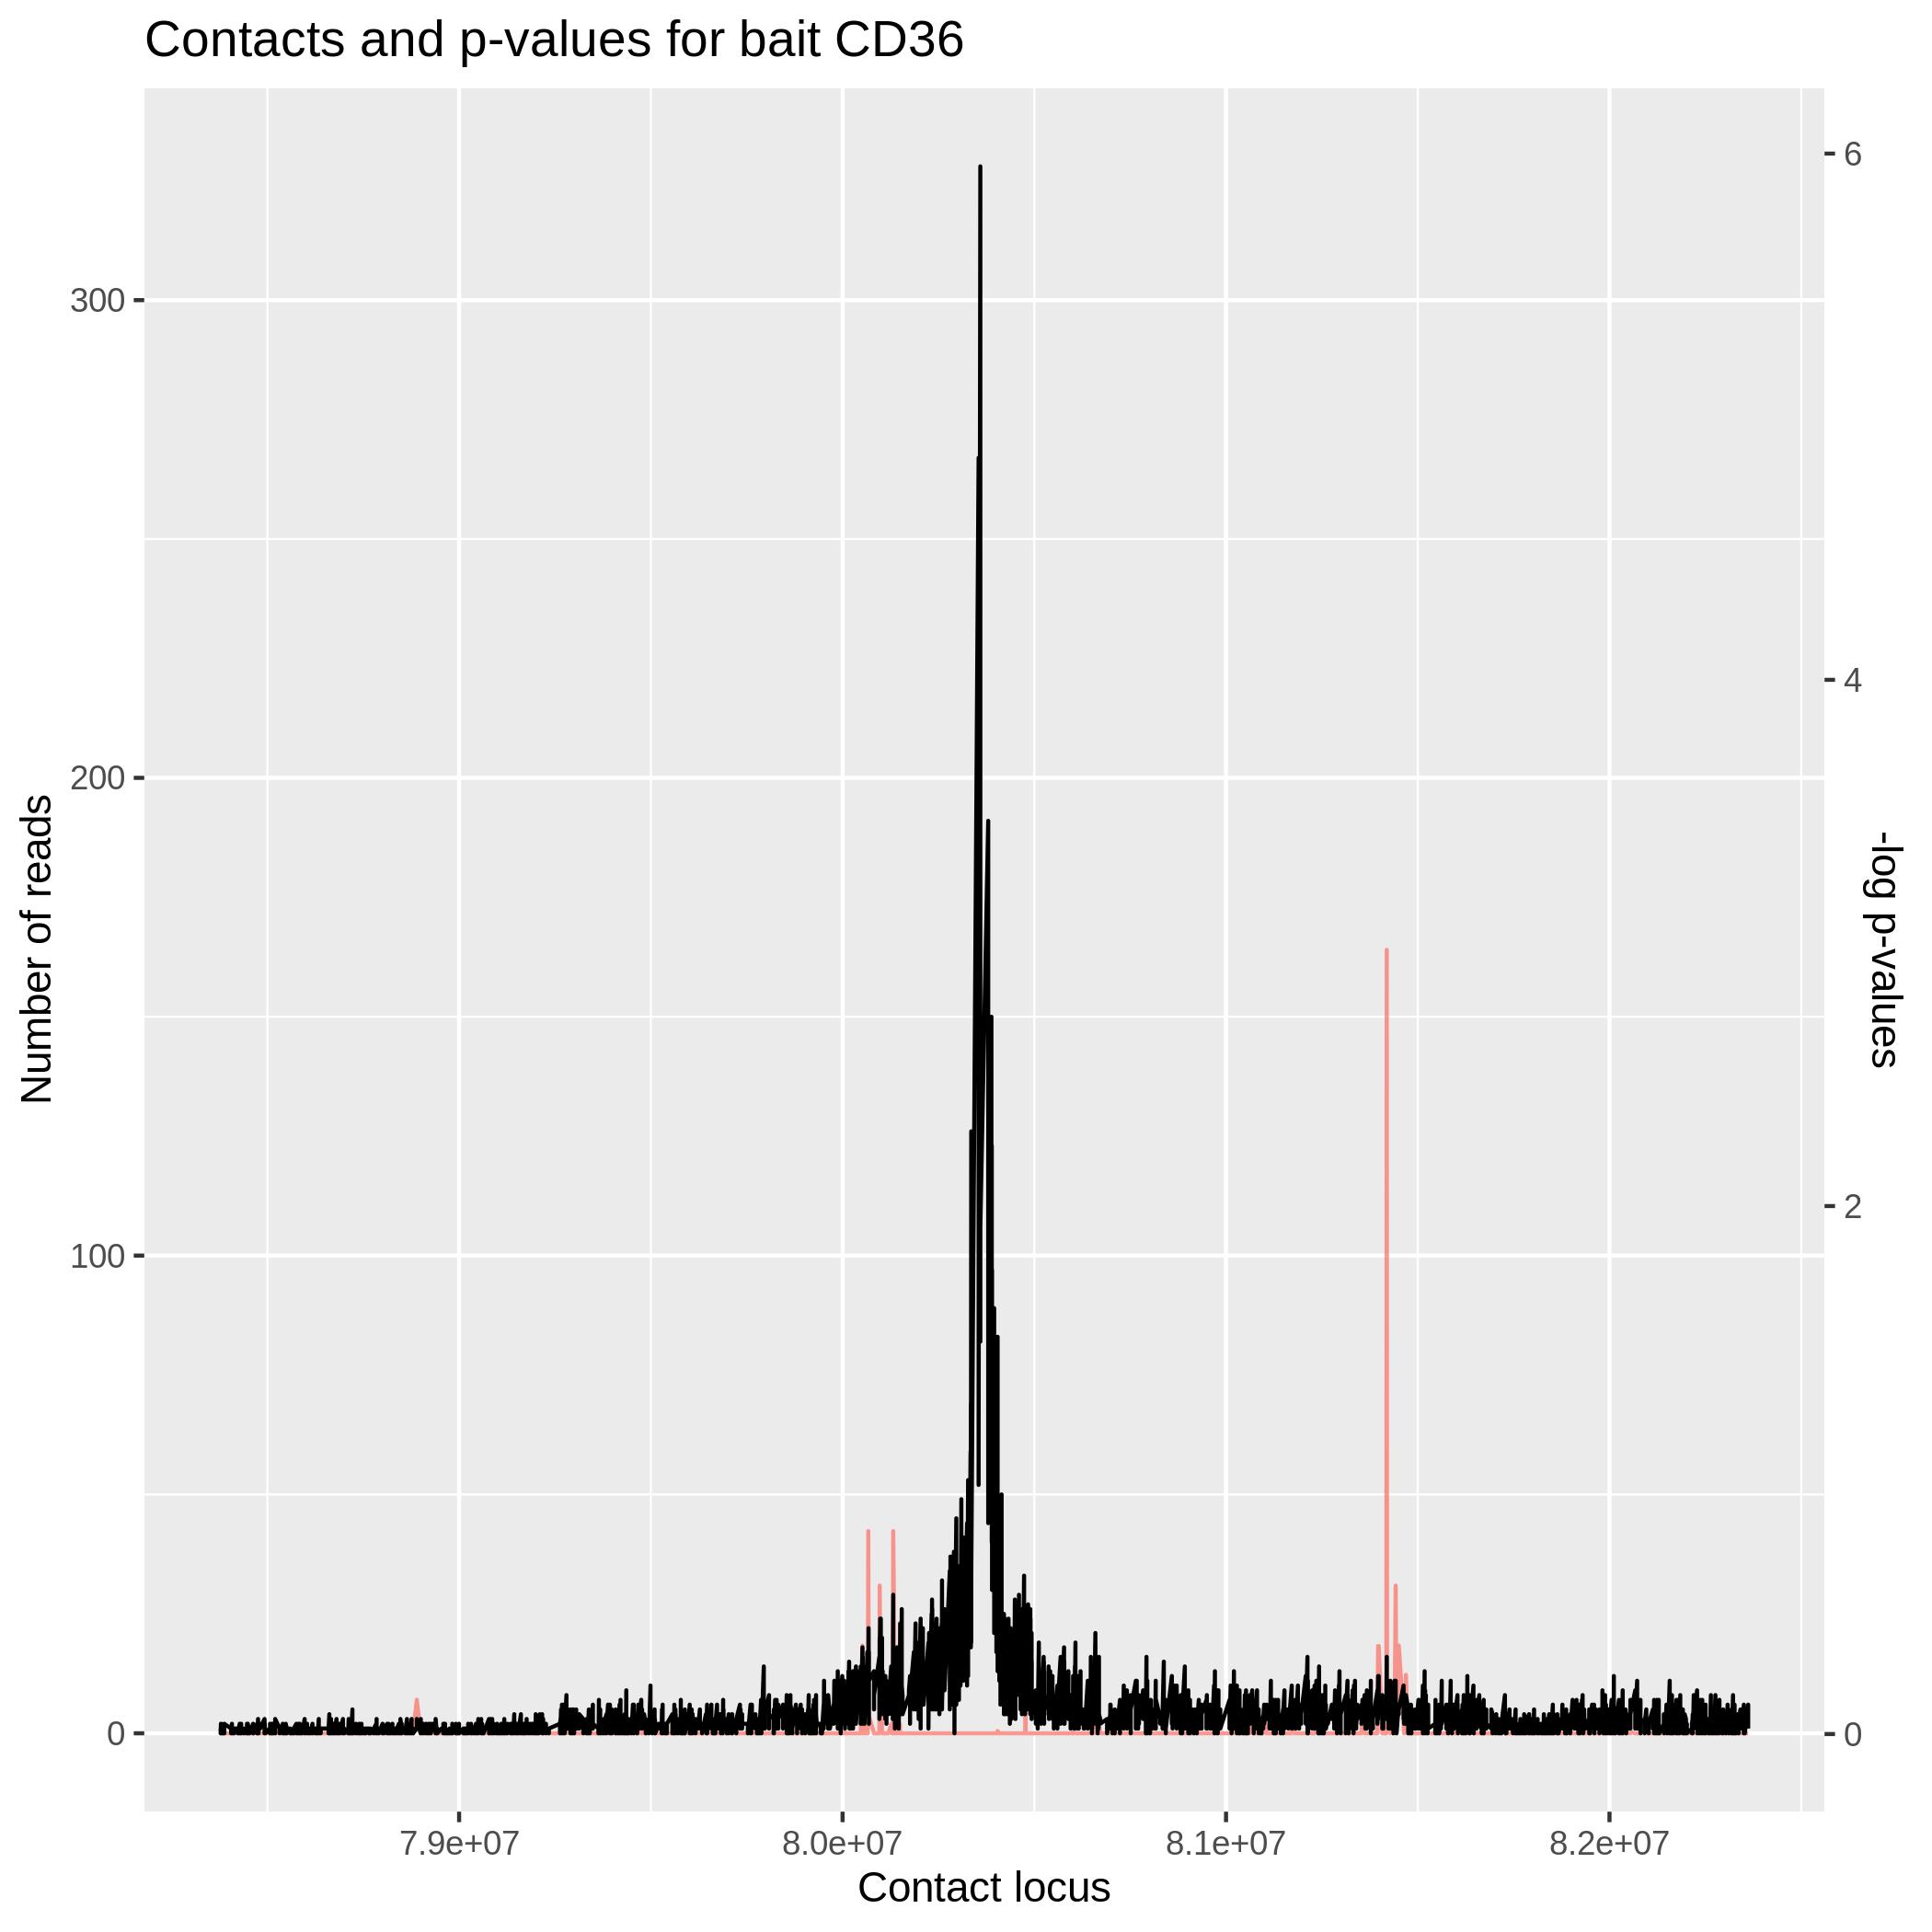 Contacts and p-values for bait CD36
6
300
4
200
Number of reads
-log p-values
2
100
0
0
7.9e+07
8.0e+07
8.1e+07
8.2e+07
Contact locus